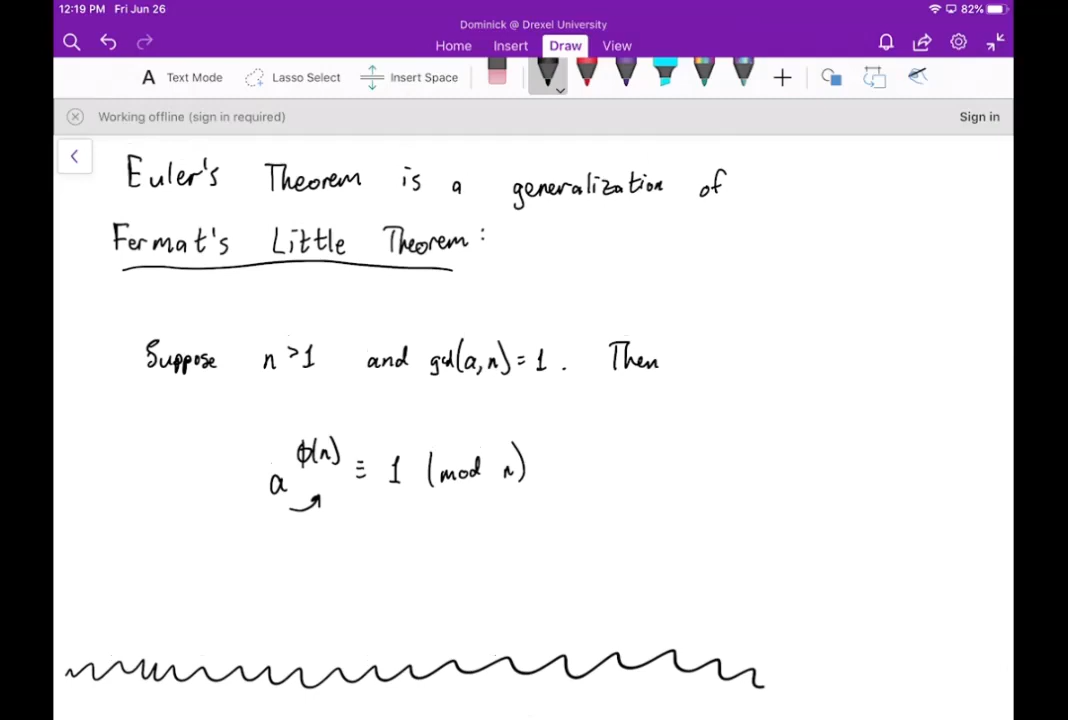 12:19 PM Fri Jun 26 82%
Dominick @ Drexel University
Home Insert Draw View
A Text Mode Lasso Select Insert Space
Working offline (sign in required) Sign in
Euler's Theorem is a generalization of
Fermat's Little Theorem:
Suppose n > 1 and gcd(a, n) = 1. Then
a^ϕ(n) ≡ 1 (mod n)